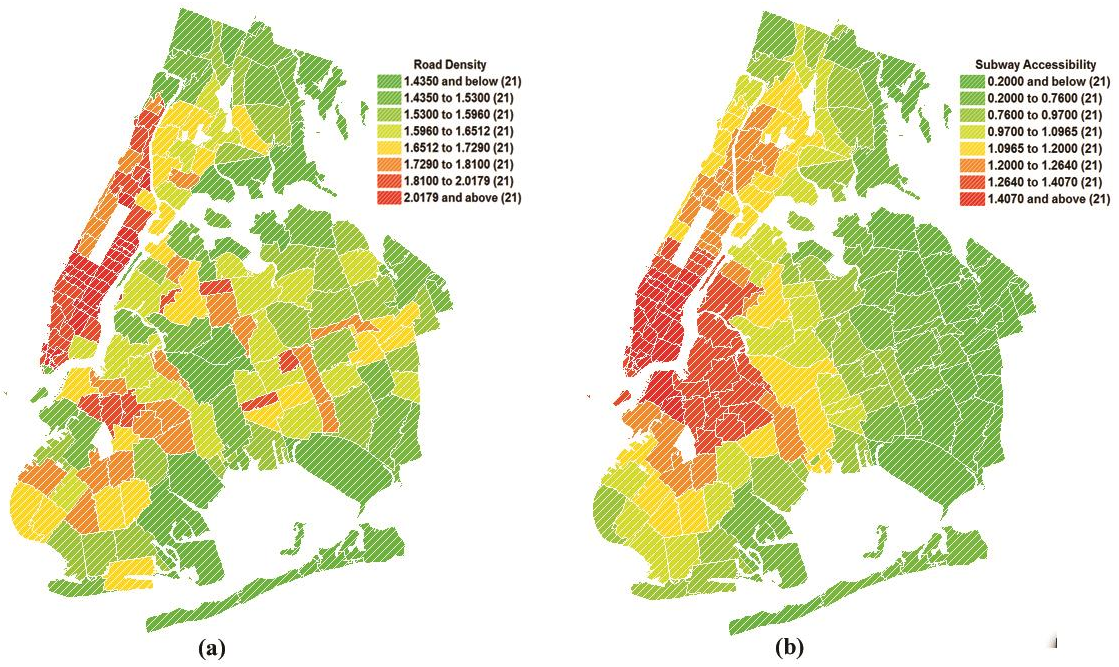 Road Density
1.4350 and below (21)
1.4350 to 1.5300 (21)
1.5300 to 1.5960 (21)
1.5960 to 1.6512 (21)
1.6512 to 1.7290 (21)
1.7290 to 1.8100 (21)
1.8100 to 2.0179 (21)
2.0179 and above (21)
Subway Accessibility
0.2000 and below (21)
0.2000 to 0.7600 (21)
0.7600 to 0.9700 (21)
0.9700 to 1.0965 (21)
1.0965 to 1.2000 (21)
1.2000 to 1.2640 (21)
1.2640 to 1.4070 (21)
1.4070 and above (21)
(a)
(b)